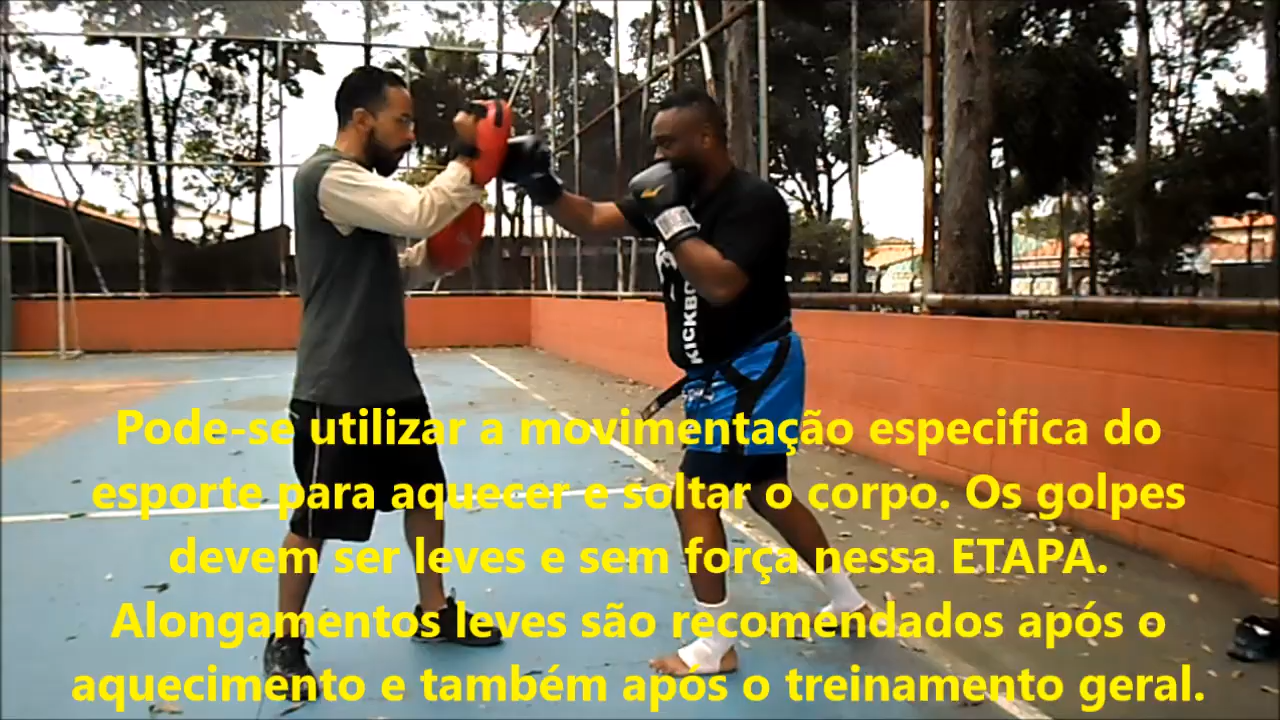 KICKBO
Pode-se utilizar a movimentação especifica do
esporte para aquecer e soltar o corpo. Os golpes
devem ser leves e sem força nessa ETAPA.
Alongamentos leves são recomendados após o
aquecimento e também após o treinamento geral.